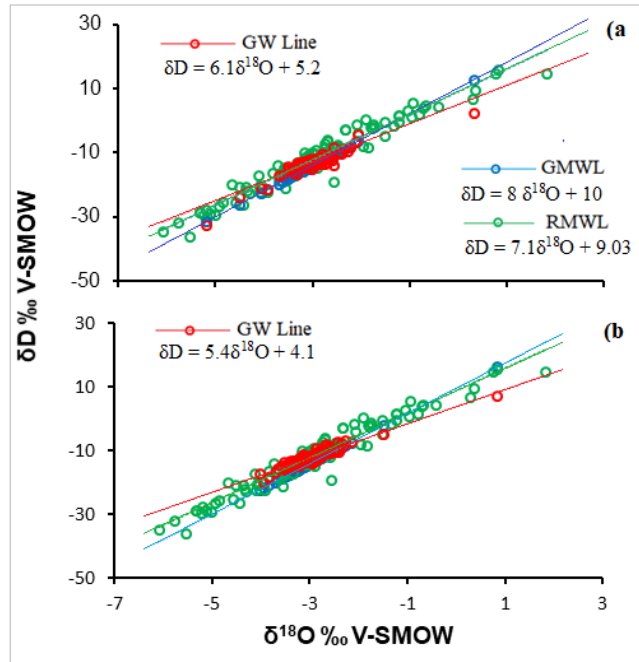 (a
GW Line
δD = 6.1δ¹⁸O + 5.2
GMWL
δD = 8 δ¹⁸O + 10
RMWL
δD = 7.1δ¹⁸O + 9.03
30
10
-10
-30
-50
δD ‰ V-SMOW
(b
GW Line
δD = 5.4δ¹⁸O + 4.1
30
10
-10
-30
-50
-7 -5 -3 -1 1 3
δ¹⁸O ‰ V-SMOW